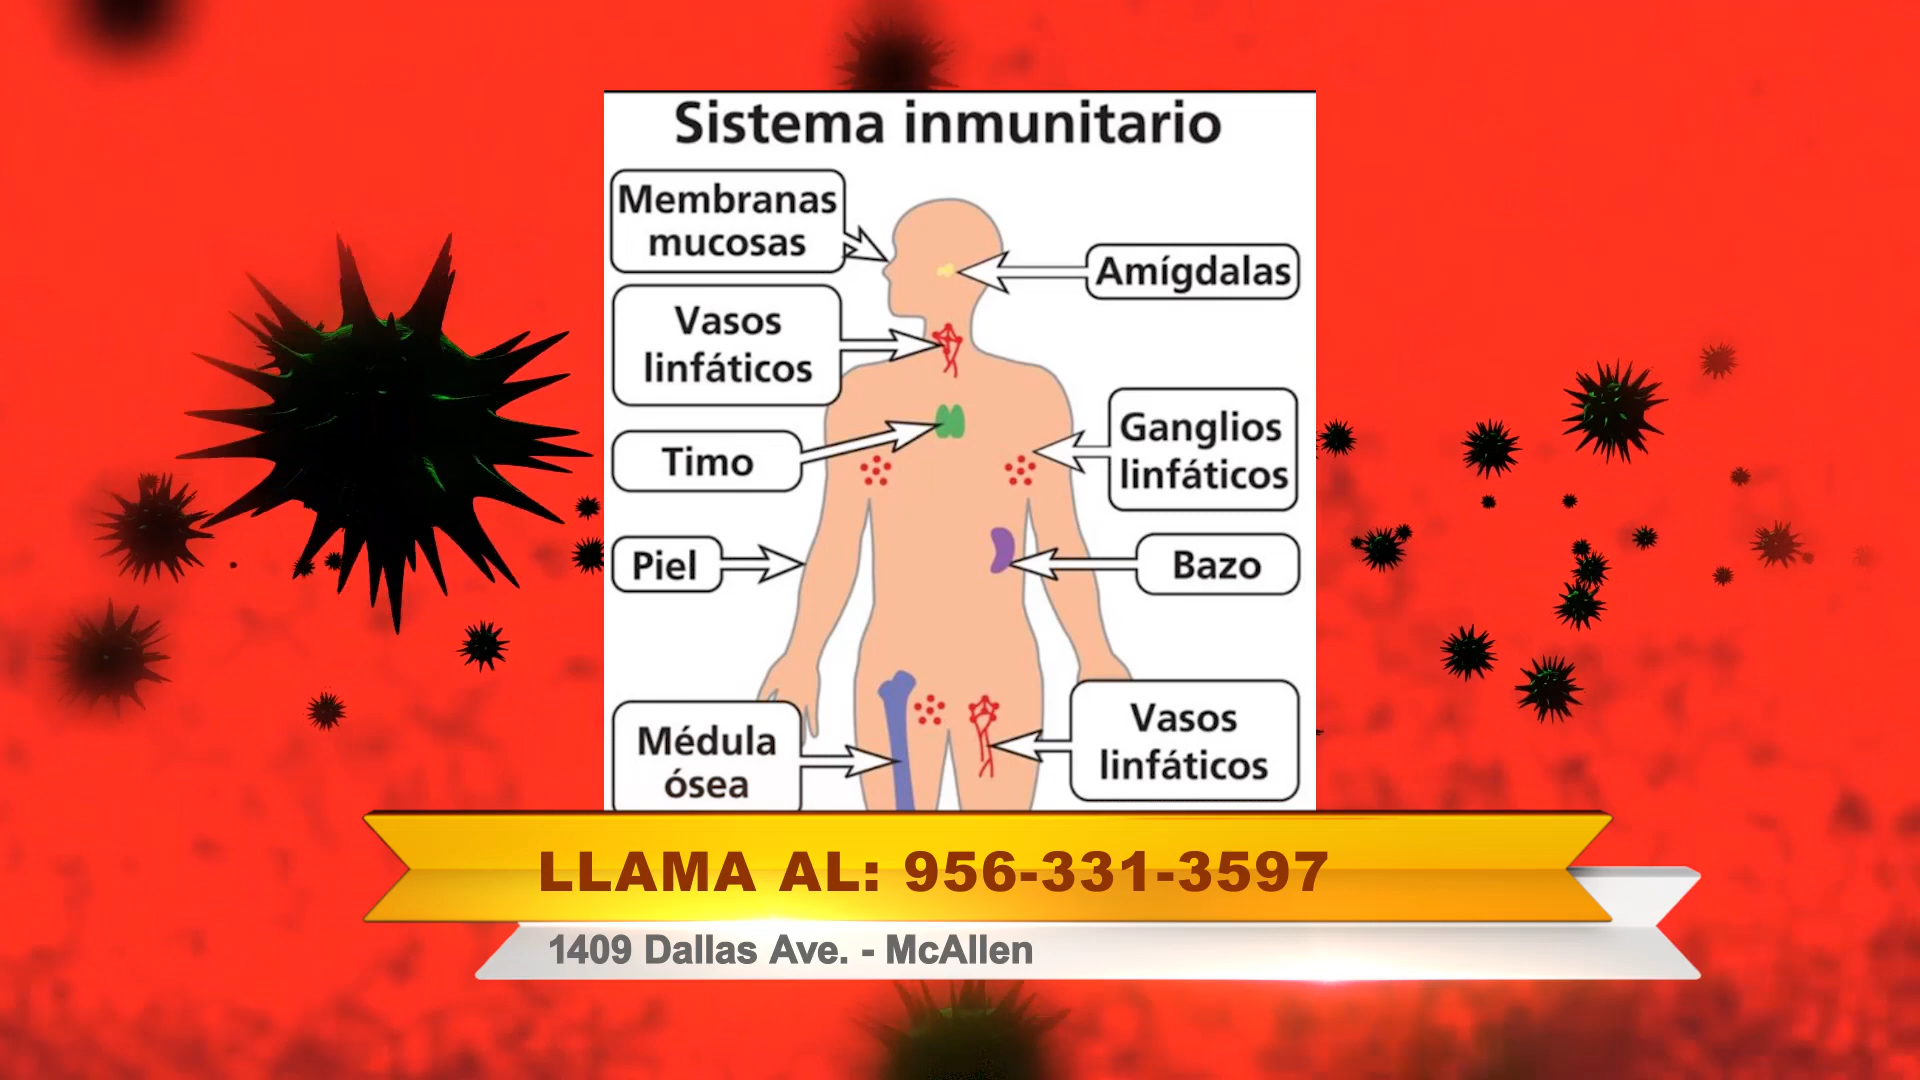 Sistema inmunitario
Membranas
mucosas
Amígdalas
Vasos
linfáticos
Ganglios
linfáticos
Timo
Piel
Bazo
Médula
ósea
Vasos
linfáticos
LLAMA AL: 956-331-3597
1409 Dallas Ave. - McAllen